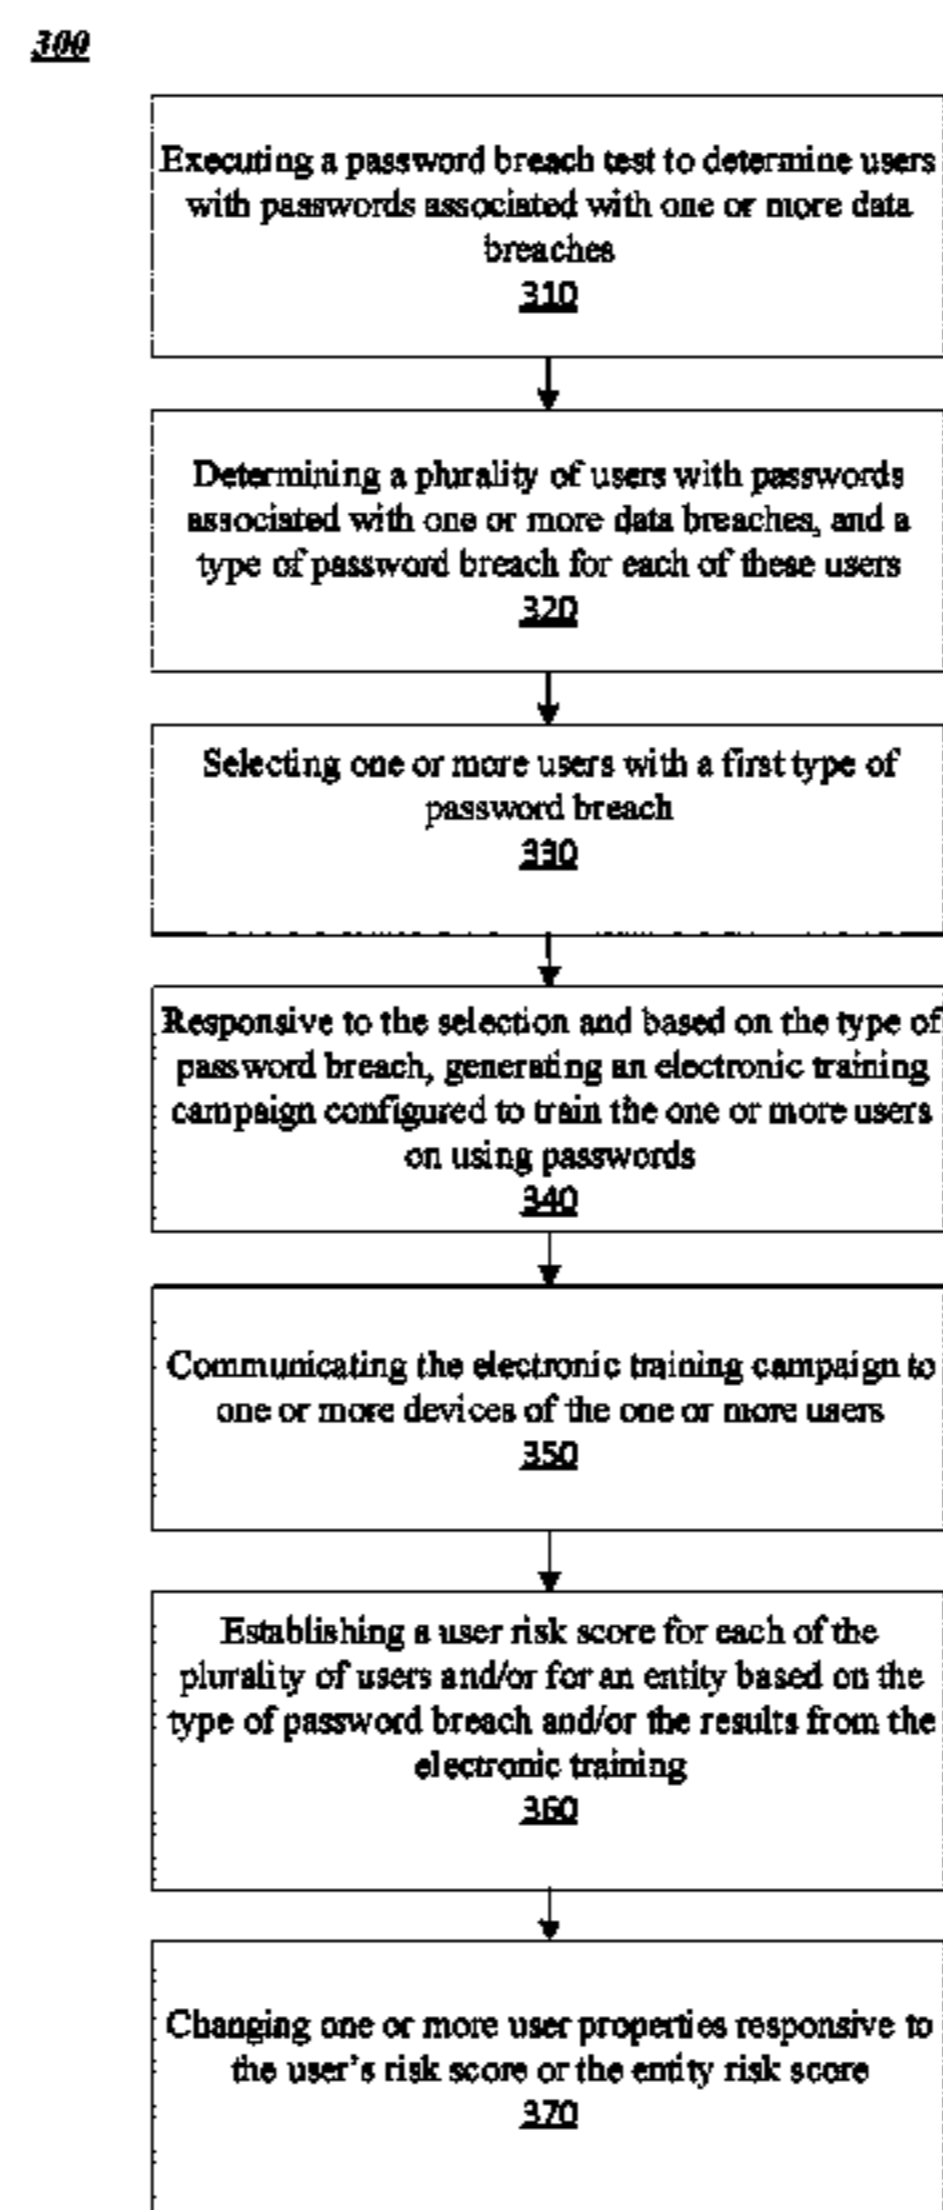 300
Executing a password breach test to determine users
with passwords associated with one or more data
breaches
310
Determining a plurality of users with passwords
associated with one or more data breaches, and a
type of password breach for each of these users
320
Selecting one or more users with a first type of
password breach
330
Responsive to the selection and based on the type of
password breach, generating an electronic training
campaign configured to train the one or more users
on using passwords
340
Communicating the electronic training campaign to
one or more devices of the one or more users
350
Establishing a user risk score for each of the
plurality of users and/or for an entity based on the
type of password breach and/or the results from the
electronic training
360
Changing one or more user properties responsive to
the user's risk score or the entity risk score
370